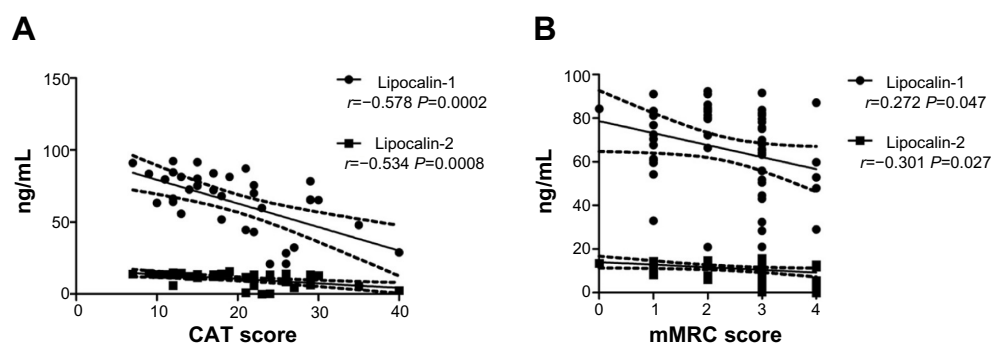 A
150
100
50
0
0
10
20
30
40
ng/mL
CAT score
Lipocalin-1
r=−0.578 P=0.0002
Lipocalin-2
r=−0.534 P=0.0008
B
100
80
60
40
20
0
0
1
2
3
4
ng/mL
mMRC score
Lipocalin-1
r=0.272 P=0.047
Lipocalin-2
r=−0.301 P=0.027